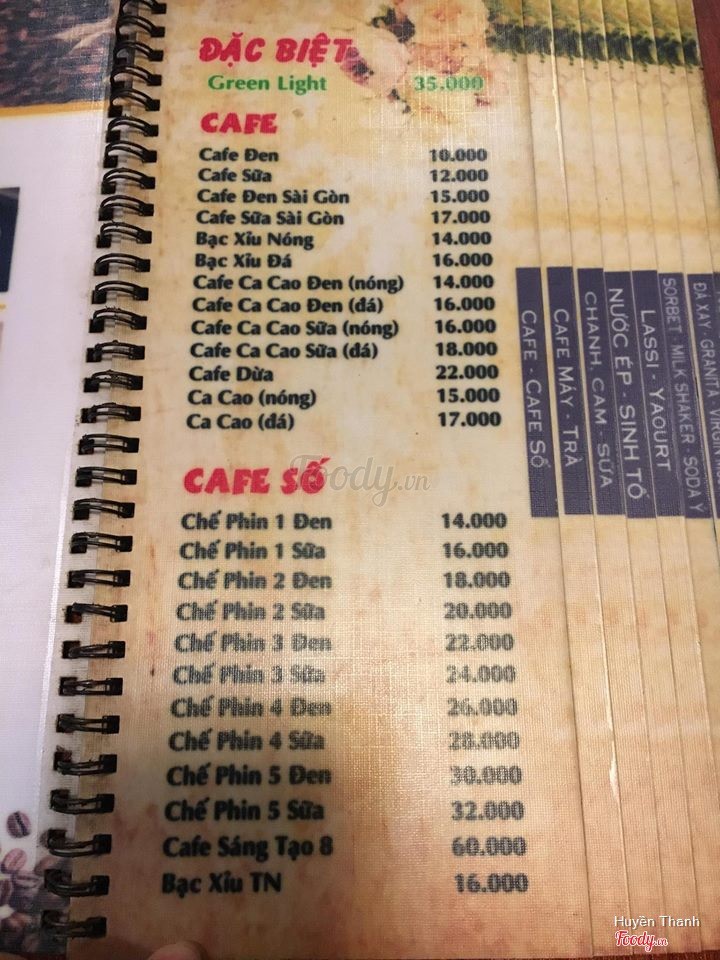 ĐẶC BIỆT
Green Light 35.000
CAFE
Cafe Đen 10.000
Cafe Sữa 12.000
Cafe Đen Sài Gòn 15.000
Cafe Sữa Sài Gòn 17.000
Bạc Xỉu Nóng 14.000
Bạc Xỉu Đá 16.000
Cafe Ca Cao Đen (nóng) 14.000
Cafe Ca Cao Đen (đá) 16.000
Cafe Ca Cao Sữa (nóng) 16.000
Cafe Ca Cao Sữa (đá) 18.000
Cafe Dừa 22.000
Ca Cao (nóng) 15.000
Ca Cao (đá) 17.000
Foody.vn
CAFE SỐ
Chế Phin 1 Đen 14.000
Chế Phin 1 Sữa 16.000
Chế Phin 2 Đen 18.000
Chế Phin 2 Sữa 20.000
Chế Phin 3 Đen 22.000
Chế Phin 3 Sữa 24.000
Chế Phin 4 Đen 26.000
Chế Phin 4 Sữa 28.000
Chế Phin 5 Đen 30.000
Chế Phin 5 Sữa 32.000
Cafe Sáng Tạo 8 60.000
Bạc Xỉu TN 16.000
CAFE - CAFE SỐ
CAFE MÁY - TRÀ
CHANH, CAM - SỮA
NƯỚC ÉP - SINH TỐ
LASSI - YAOURT
SORBET - MILK SHAKER - SODA Ý
ĐÁ XAY - GRANITA - VIRGIN
Huyền Thanh
Foody.vn